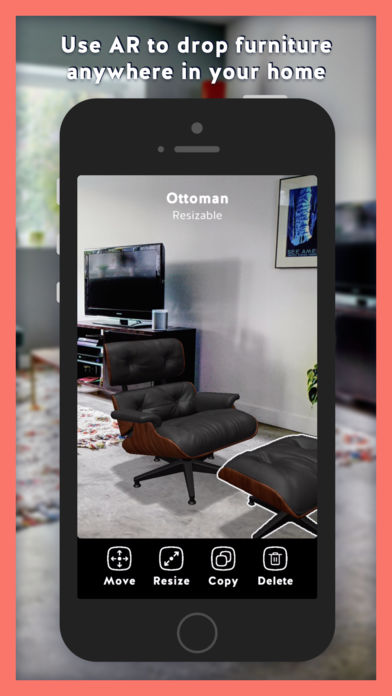 Use AR to drop furniture
anywhere in your home
Ottoman
Resizable
Move Resize Copy Delete